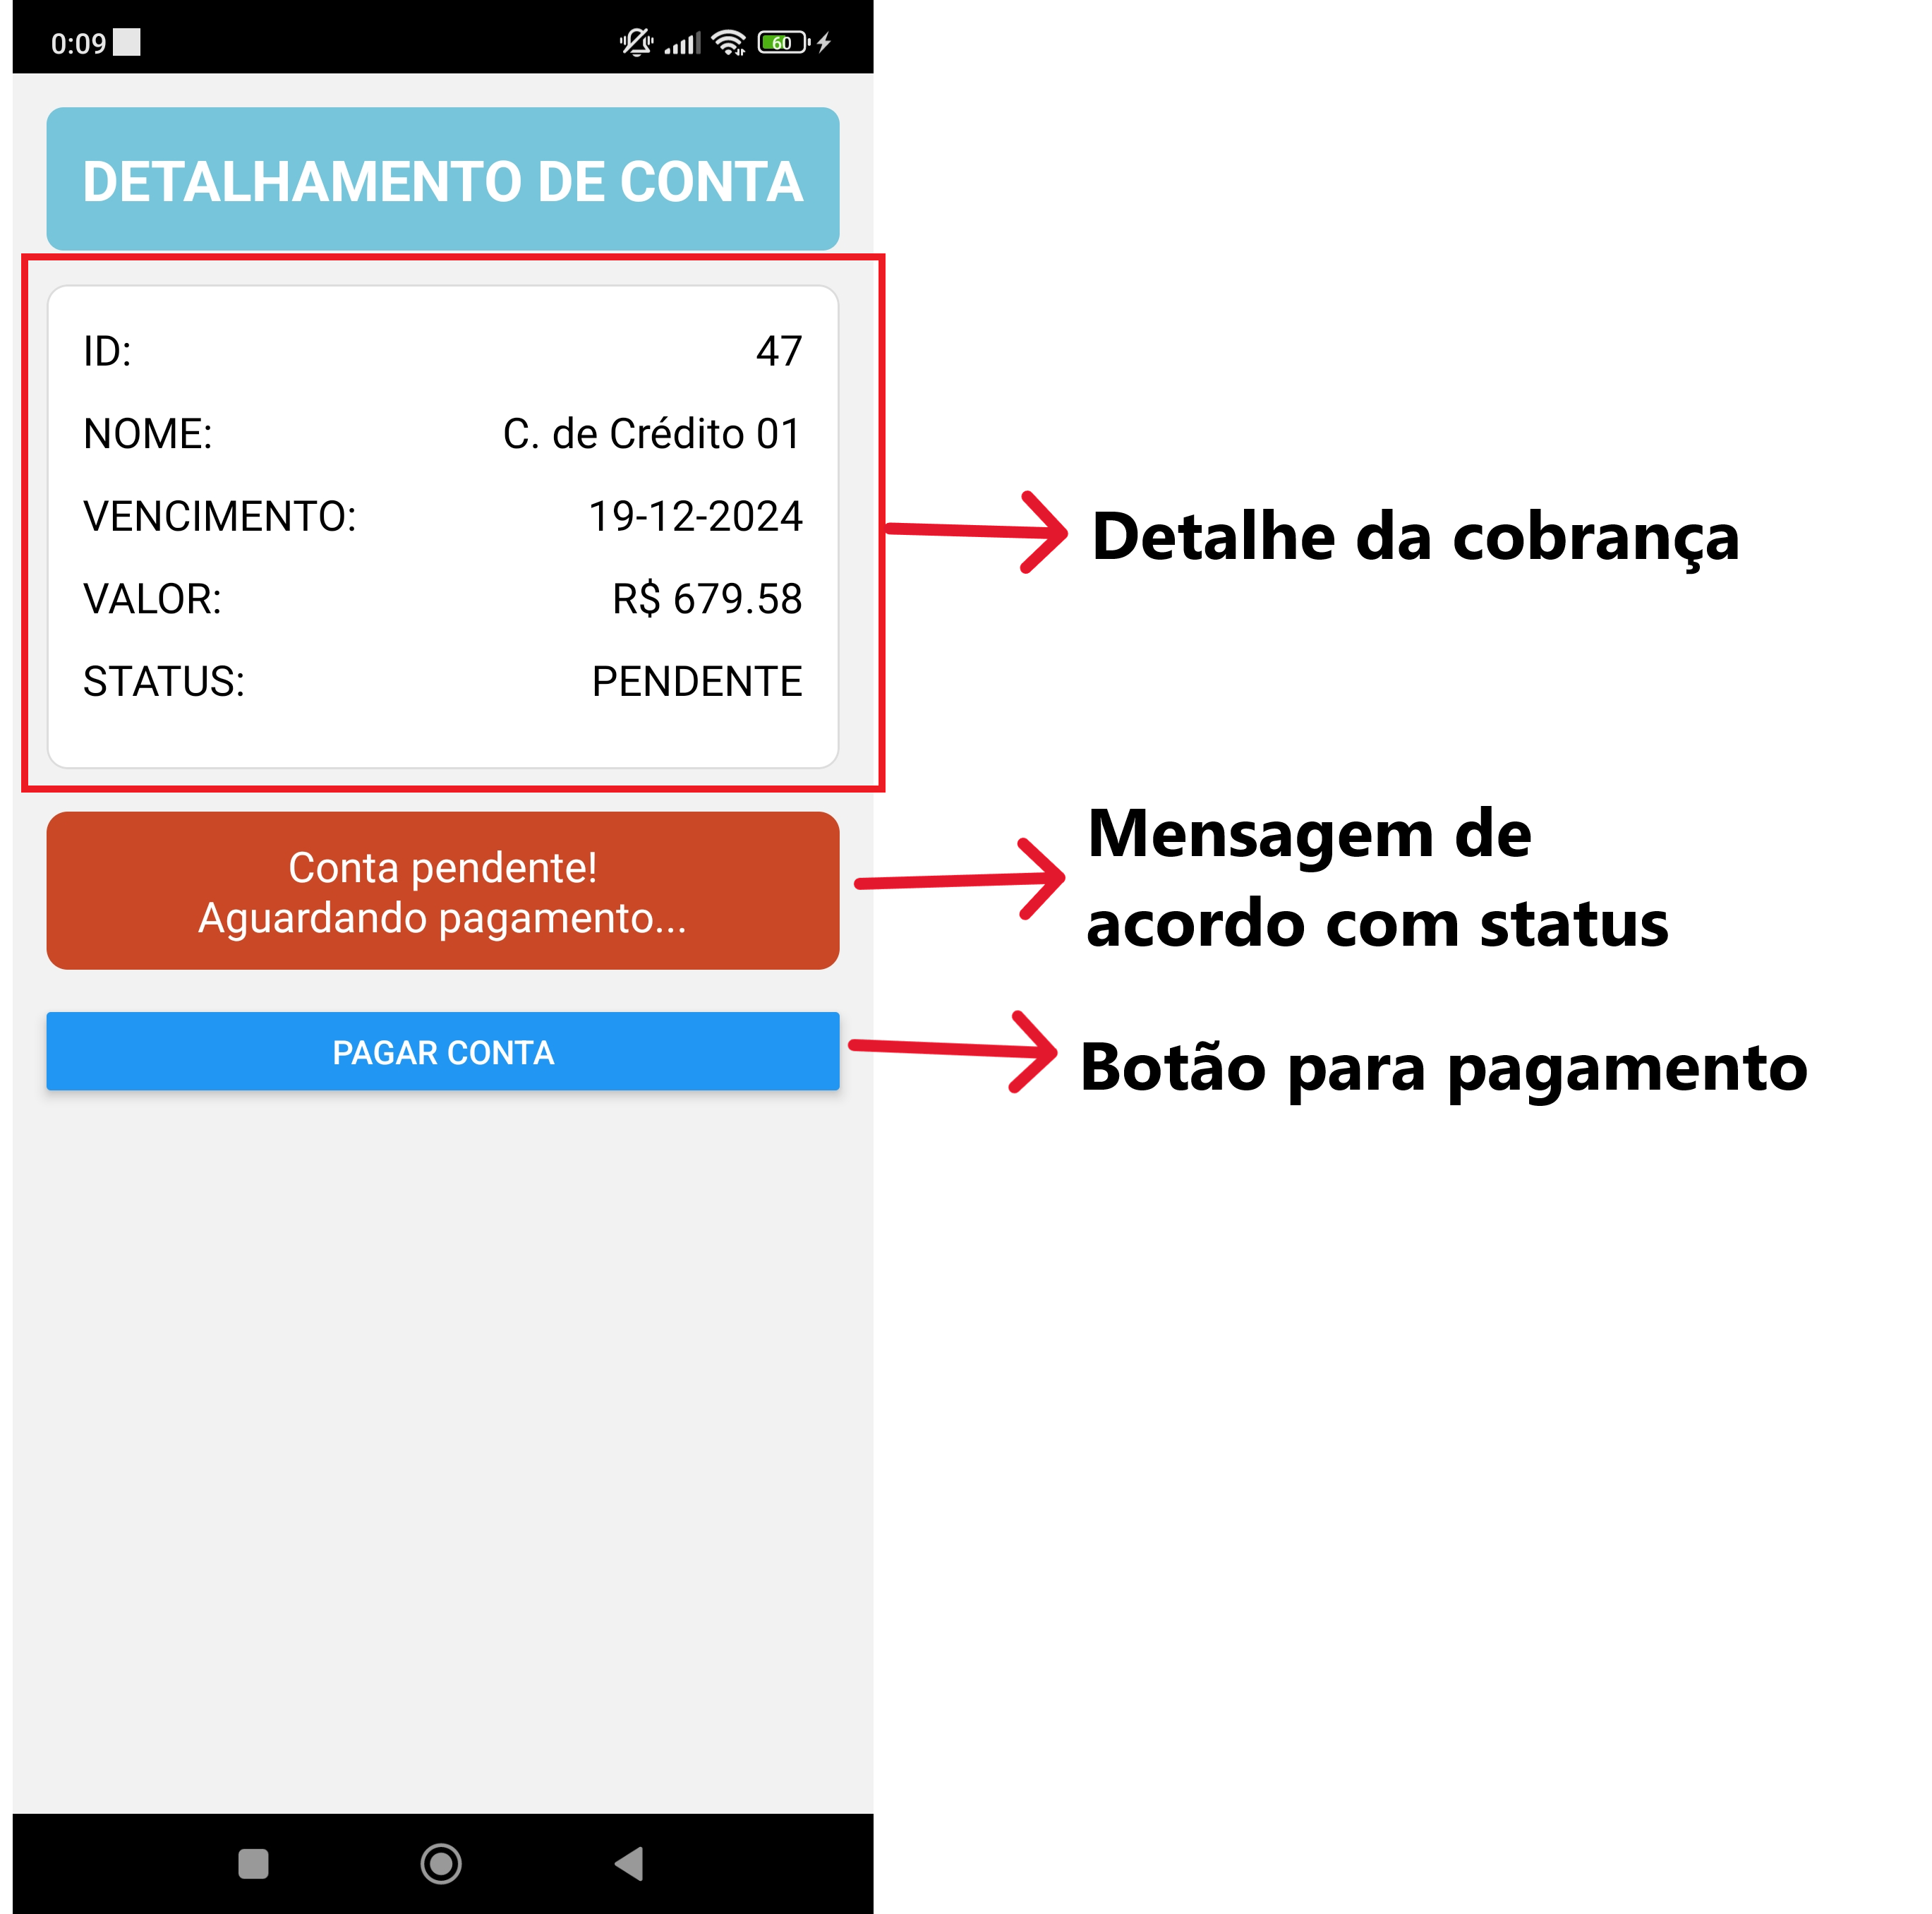 0:09
60
DETALHAMENTO DE CONTA
ID: 47
NOME: C. de Crédito 01
VENCIMENTO: 19-12-2024
VALOR: R$ 679.58
STATUS: PENDENTE
Detalhe da cobrança
Conta pendente!
Aguardando pagamento...
Mensagem de
acordo com status
PAGAR CONTA
Botão para pagamento